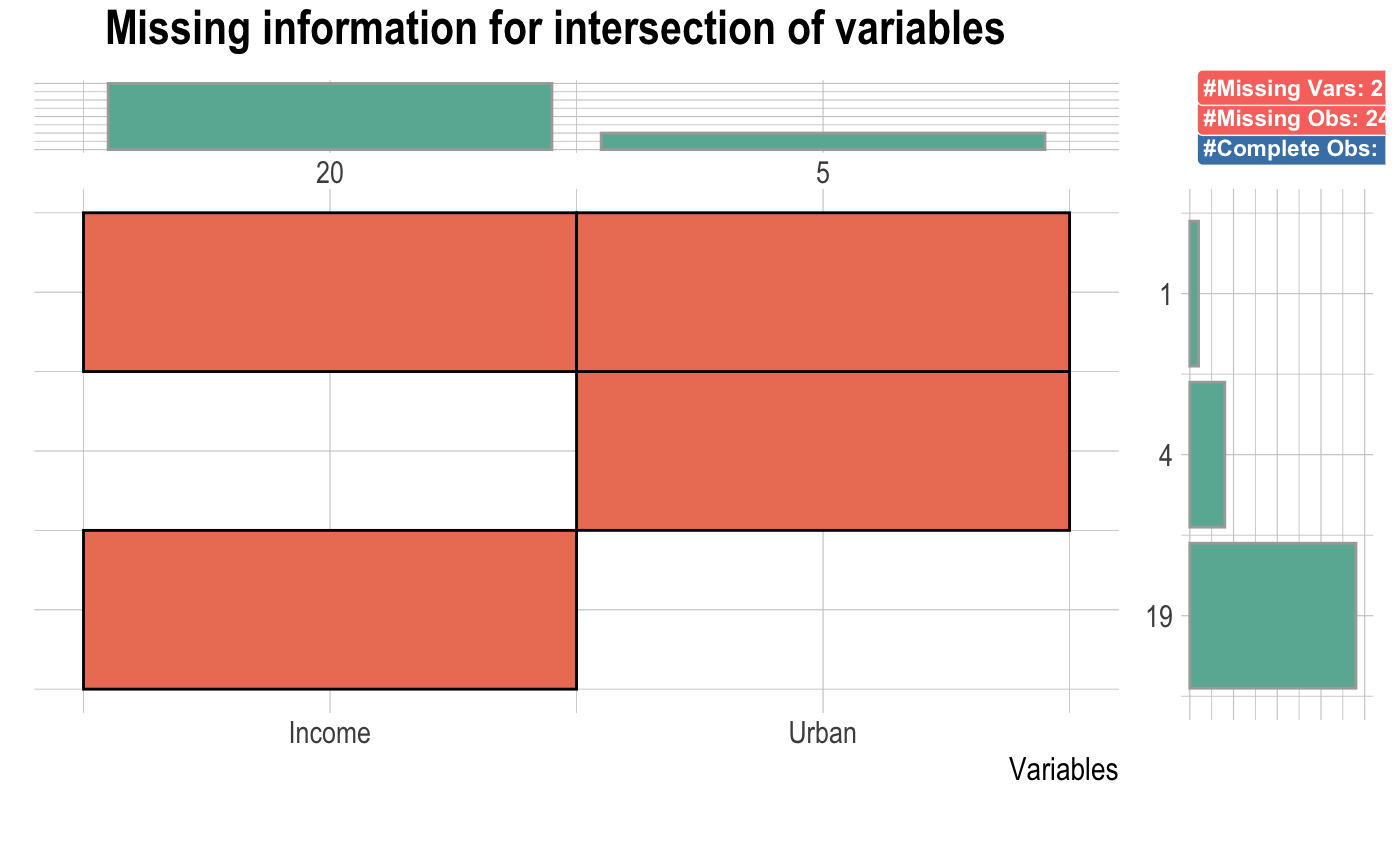 Missing information for intersection of variables
#Missing Vars: 2
#Missing Obs: 24
#Complete Obs:
20 5
1
4
19
Income Urban
Variables